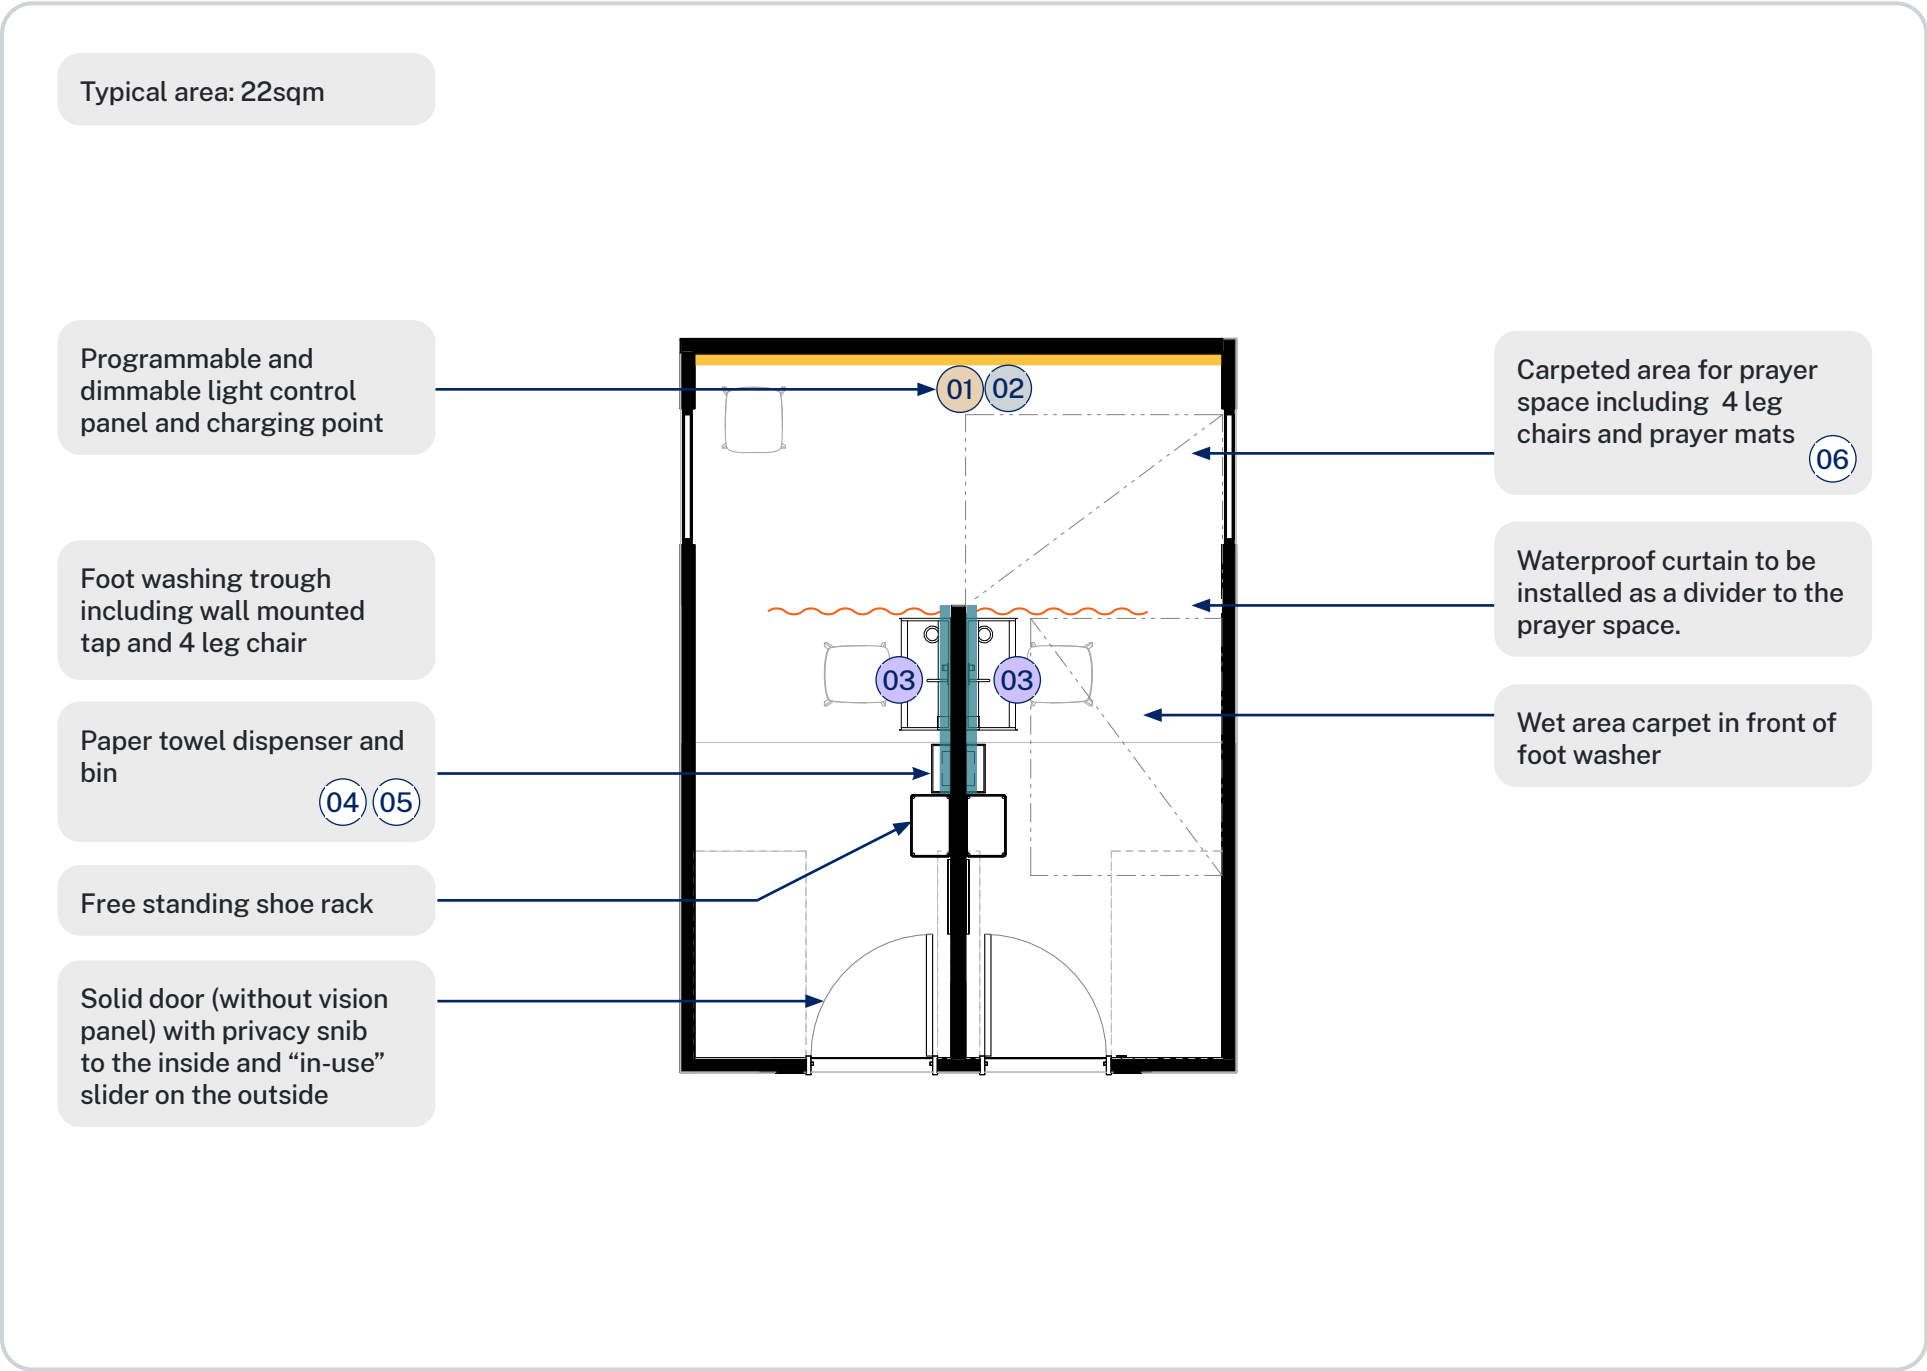 Typical area: 22sqm
Programmable and
dimmable light control
panel and charging point
01 02
Carpeted area for prayer
space including  4 leg
chairs and prayer mats
06
Foot washing trough
including wall mounted
tap and 4 leg chair
Waterproof curtain to be
installed as a divider to the
prayer space.
03 03
Wet area carpet in front of
foot washer
Paper towel dispenser and
bin
04 05
Free standing shoe rack
Solid door (without vision
panel) with privacy snib
to the inside and “in-use”
slider on the outside